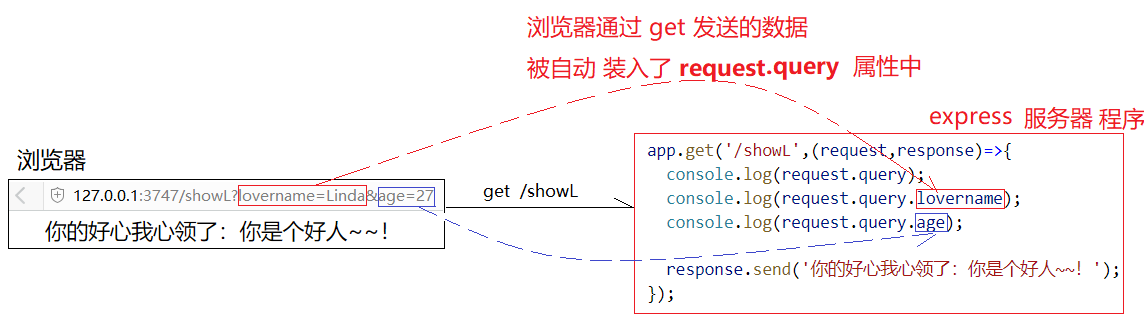 浏览器通过 get 发送的数据
被自动 装入了 request.query 属性中
express 服务器 程序
浏览器
127.0.0.1:3747/showL?lovername=Linda&age=27
你的好心我心领了：你是个好人~~！
get /showL
app.get('/showL',(request,response)=>{
console.log(request.query);
console.log(request.query.lovername);
console.log(request.query.age);
response.send('你的好心我心领了：你是个好人~~！');
});